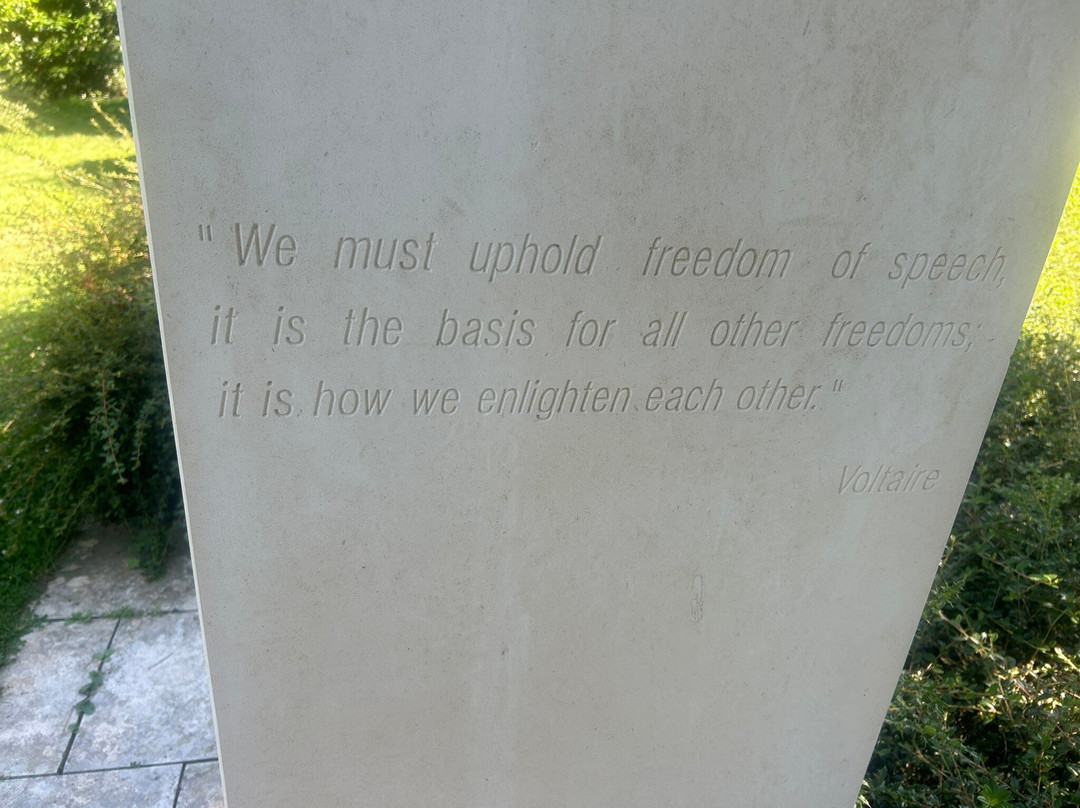 " We must uphold freedom of speech,
it is the basis for all other freedoms;
it is how we enlighten each other."
Voltaire